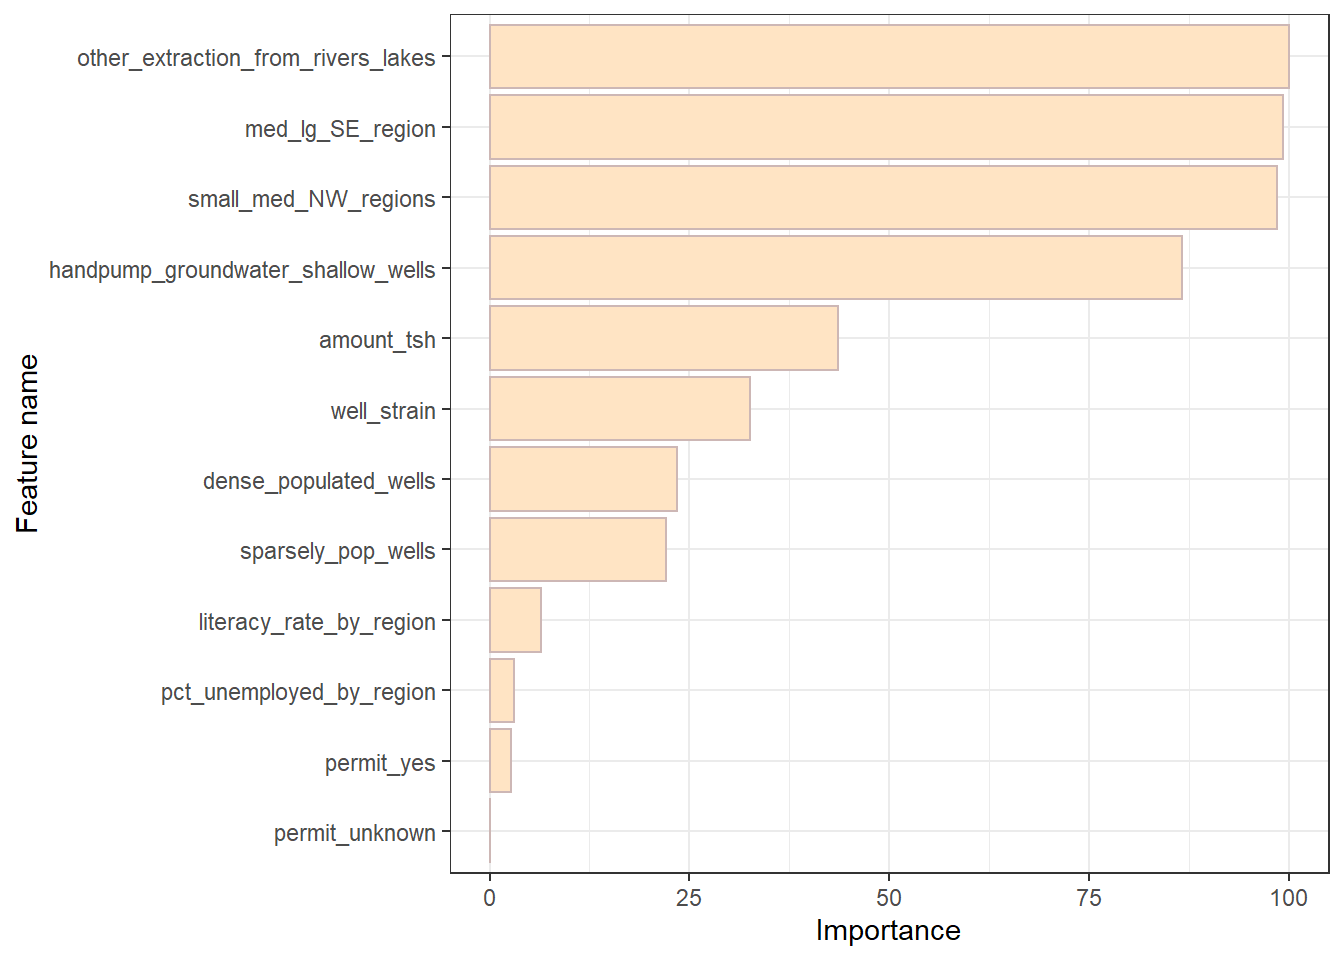 other_extraction_from_rivers_lakes
med_lg_SE_region
small_med_NW_regions
handpump_groundwater_shallow_wells
amount_tsh
well_strain
dense_populated_wells
sparsely_pop_wells
literacy_rate_by_region
pct_unemployed_by_region
permit_yes
permit_unknown
Feature name
0 25 50 75 100
Importance